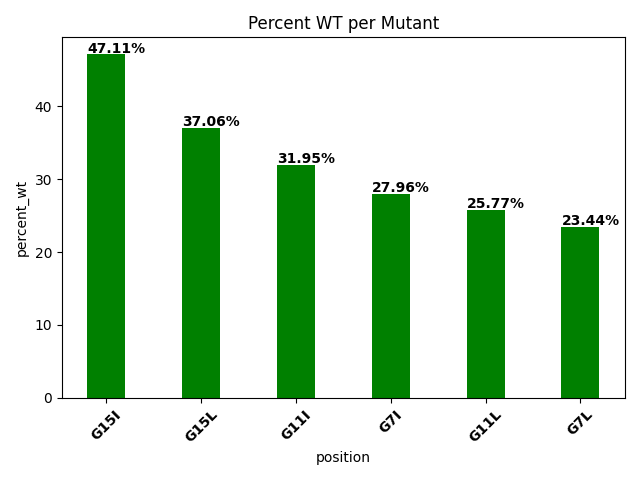 Percent WT per Mutant
percent_wt
40
30
20
10
0
47.11%
37.06%
31.95%
27.96%
25.77%
23.44%
G15I
G15L
G11I
G7I
G11L
G7L
position